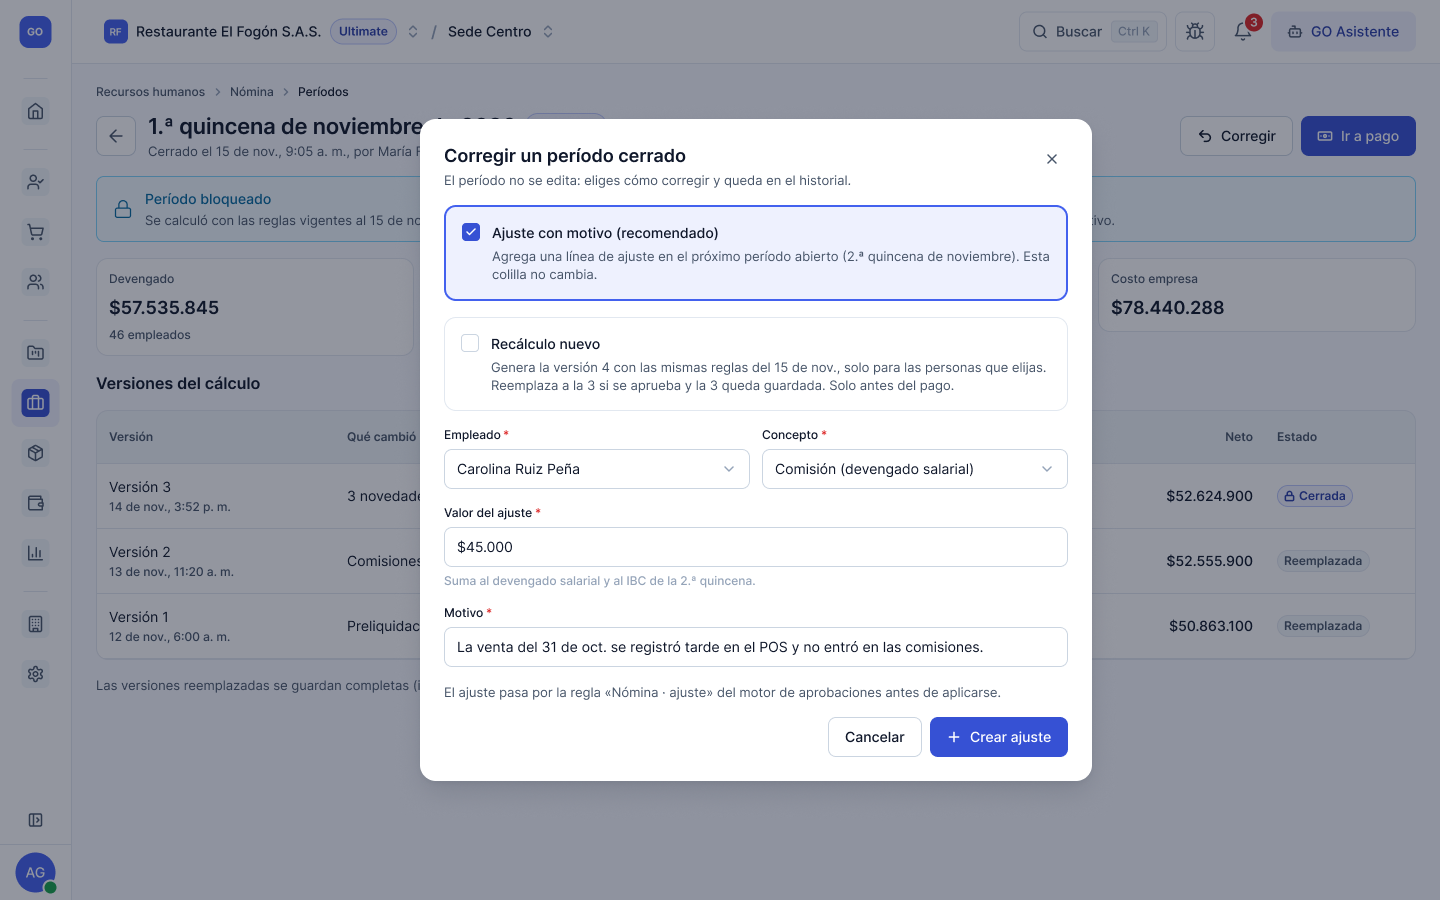 GO
RF Restaurante El Fogón S.A.S. Ultimate / Sede Centro
Buscar Ctrl K
3
GO Asistente
Recursos humanos > Nómina > Períodos
1.ª quincena de noviembre
Cerrado el 15 de nov., 9:05 a. m., por María
Corregir
Ir a pago
Período bloqueado
Se calculó con las reglas vigentes al 15 de
Devengado
$57.535.845
46 empleados
Costo empresa
$78.440.288
Versiones del cálculo
Versión Qué cambió Neto Estado
Versión 3
14 de nov., 3:52 p. m.
$52.624.900 Cerrada
Versión 2
13 de nov., 11:20 a. m.
Comisiones
$52.555.900 Reemplazada
Versión 1
12 de nov., 6:00 a. m.
$50.863.100 Reemplazada
Las versiones reemplazadas se guardan completas
AG
Corregir un período cerrado
El período no se edita: eliges cómo corregir y queda en el historial.
Ajuste con motivo (recomendado)
Agrega una línea de ajuste en el próximo período abierto (2.ª quincena de noviembre). Esta
colilla no cambia.
Recálculo nuevo
Genera la versión 4 con las mismas reglas del 15 de nov., solo para las personas que elijas.
Reemplaza a la 3 si se aprueba y la 3 queda guardada. Solo antes del pago.
Empleado * Concepto *
Carolina Ruiz Peña Comisión (devengado salarial)
Valor del ajuste *
$45.000
Suma al devengado salarial y al IBC de la 2.ª quincena.
Motivo *
La venta del 31 de oct. se registró tarde en el POS y no entró en las comisiones.
El ajuste pasa por la regla «Nómina · ajuste» del motor de aprobaciones antes de aplicarse.
Cancelar
Crear ajuste